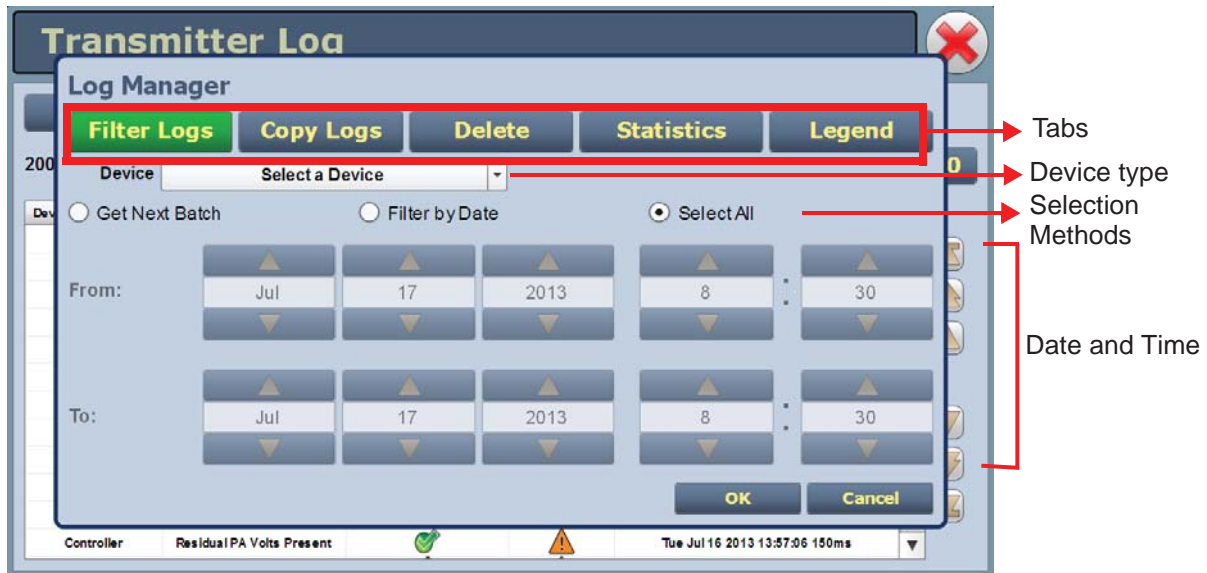 Transmitter Log
Log Manager
Filter Logs Copy Logs Delete Statistics Legend
Tabs
200
Device Select a Device
0
Device type
Dev
Get Next Batch Filter by Date Select All
Selection
Methods
From: Jul 17 2013 8 : 30
Date and Time
To: Jul 17 2013 8 : 30
OK Cancel
Controller Residual PA Volts Present Tue Jul 16 2013 13:57:06 150ms